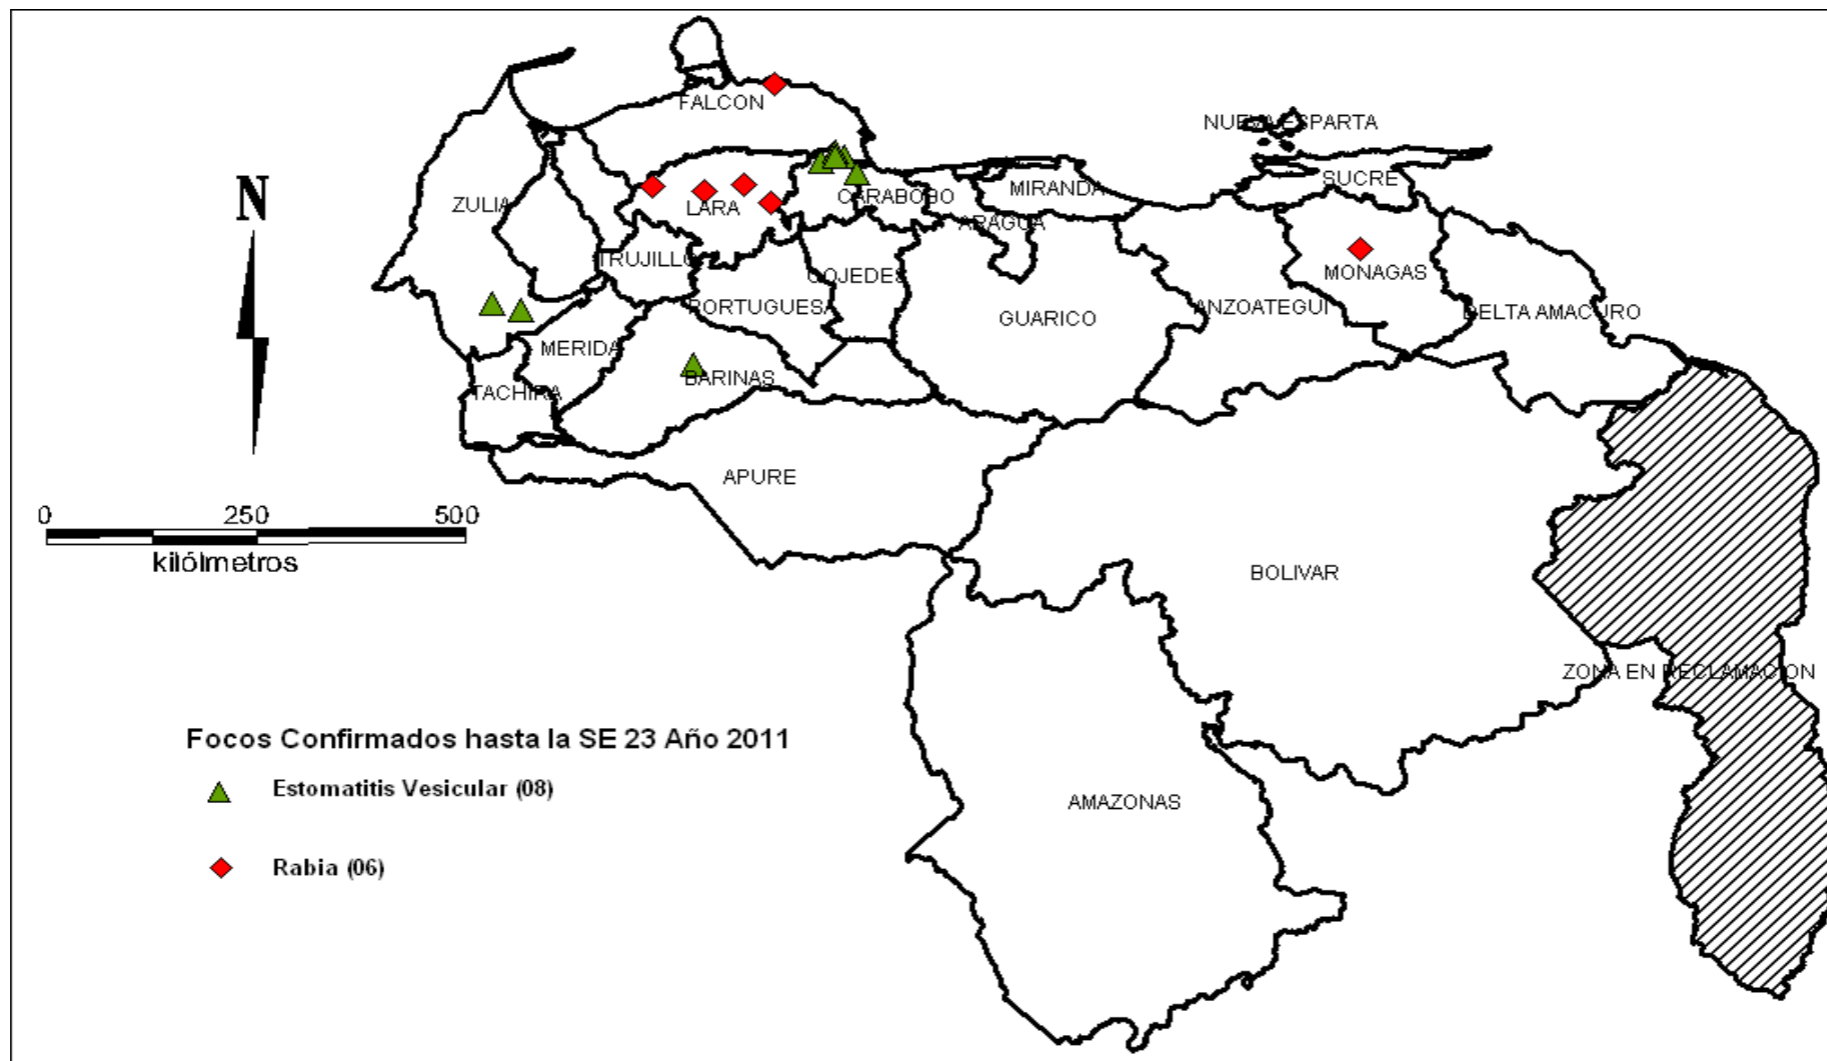 FALCON
NUEVA ESPARTA
N
ZULIA
LARA
CARABOBO
MIRANDA
SUCRE
ARAGUA
TRUJILLO
COJEDES
MONAGAS
PORTUGUESA
GUARICO
ANZOATEGUI
DELTA AMACURO
MERIDA
BARINAS
TACHIRA
APURE
0 250 500
kilólmetros
BOLIVAR
ZONA EN RECLAMACION
Focos Confirmados hasta la SE 23 Año 2011
Estomatitis Vesicular (08)
AMAZONAS
Rabia (06)